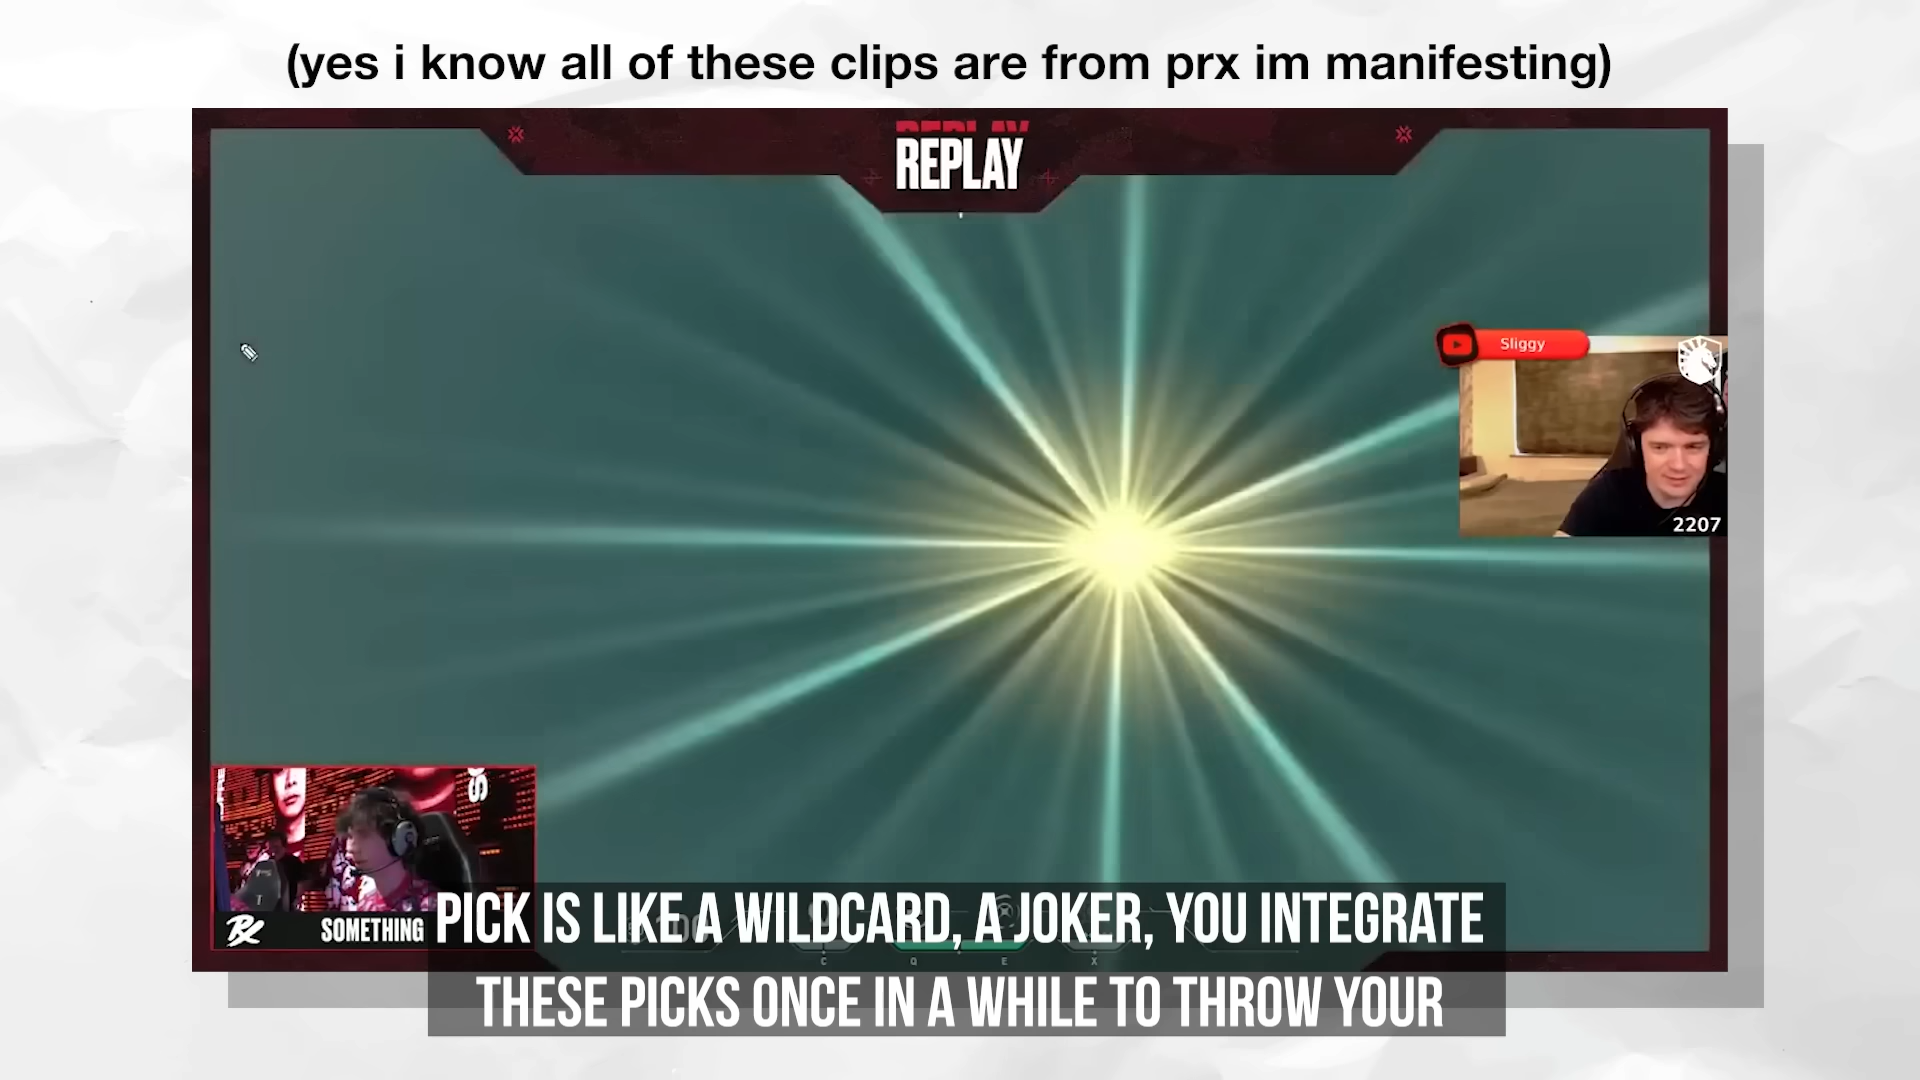 (yes i know all of these clips are from prx im manifesting)
REPLAY
REPLAY
Sliggy
2207
SOMETHING
PICK IS LIKE A WILDCARD, A JOKER, YOU INTEGRATE
C
Q
E
X
THESE PICKS ONCE IN A WHILE TO THROW YOUR